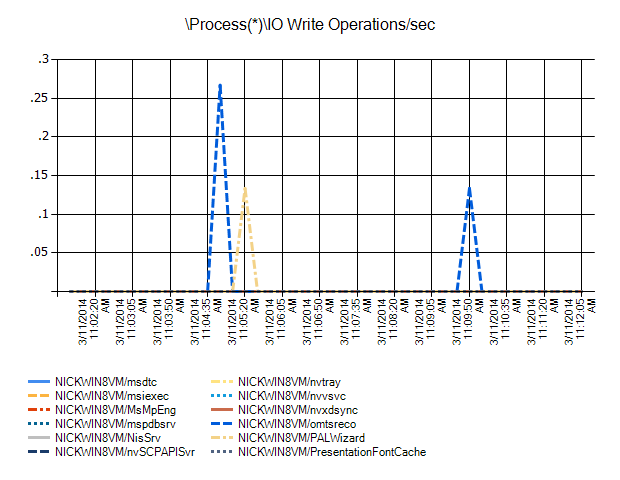 \Process(*)\IO Write Operations/sec
.3
.25
.2
.15
.1
.05
3/11/2014 11:02:20 AM
3/11/2014 11:03:05 AM
3/11/2014 11:03:50 AM
3/11/2014 11:04:35 AM
3/11/2014 11:05:20 AM
3/11/2014 11:06:05 AM
3/11/2014 11:06:50 AM
3/11/2014 11:07:35 AM
3/11/2014 11:08:20 AM
3/11/2014 11:09:05 AM
3/11/2014 11:09:50 AM
3/11/2014 11:10:35 AM
3/11/2014 11:11:20 AM
3/11/2014 11:12:05 AM
NICKWIN8VM/msdtc
NICKWIN8VM/msiexec
NICKWIN8VM/MsMpEng
NICKWIN8VM/mspdbsrv
NICKWIN8VM/NisSrv
NICKWIN8VM/nvSCPAPISvr
NICKWIN8VM/nvtray
NICKWIN8VM/nvvsvc
NICKWIN8VM/nvxdsync
NICKWIN8VM/omtsreco
NICKWIN8VM/PALWizard
NICKWIN8VM/PresentationFontCache